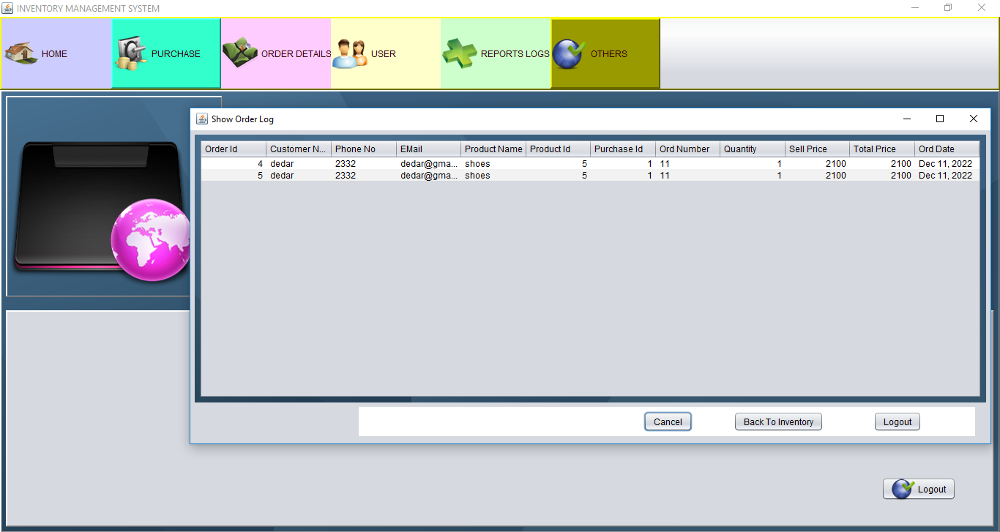 INVENTORY MANAGEMENT SYSTEM
HOME PURCHASE ORDER DETAILS USER REPORTS LOGS OTHERS
Show Order Log
Order Id Customer N... Phone No EMail Product Name Product Id Purchase Id Ord Number Quantity Sell Price Total Price Ord Date
4 dedar 2332 dedar@gma... shoes 5 1 11 1 2100 2100 Dec 11, 2022
5 dedar 2332 dedar@gma... shoes 5 1 11 1 2100 2100 Dec 11, 2022
Cancel Back To Inventory Logout
Logout